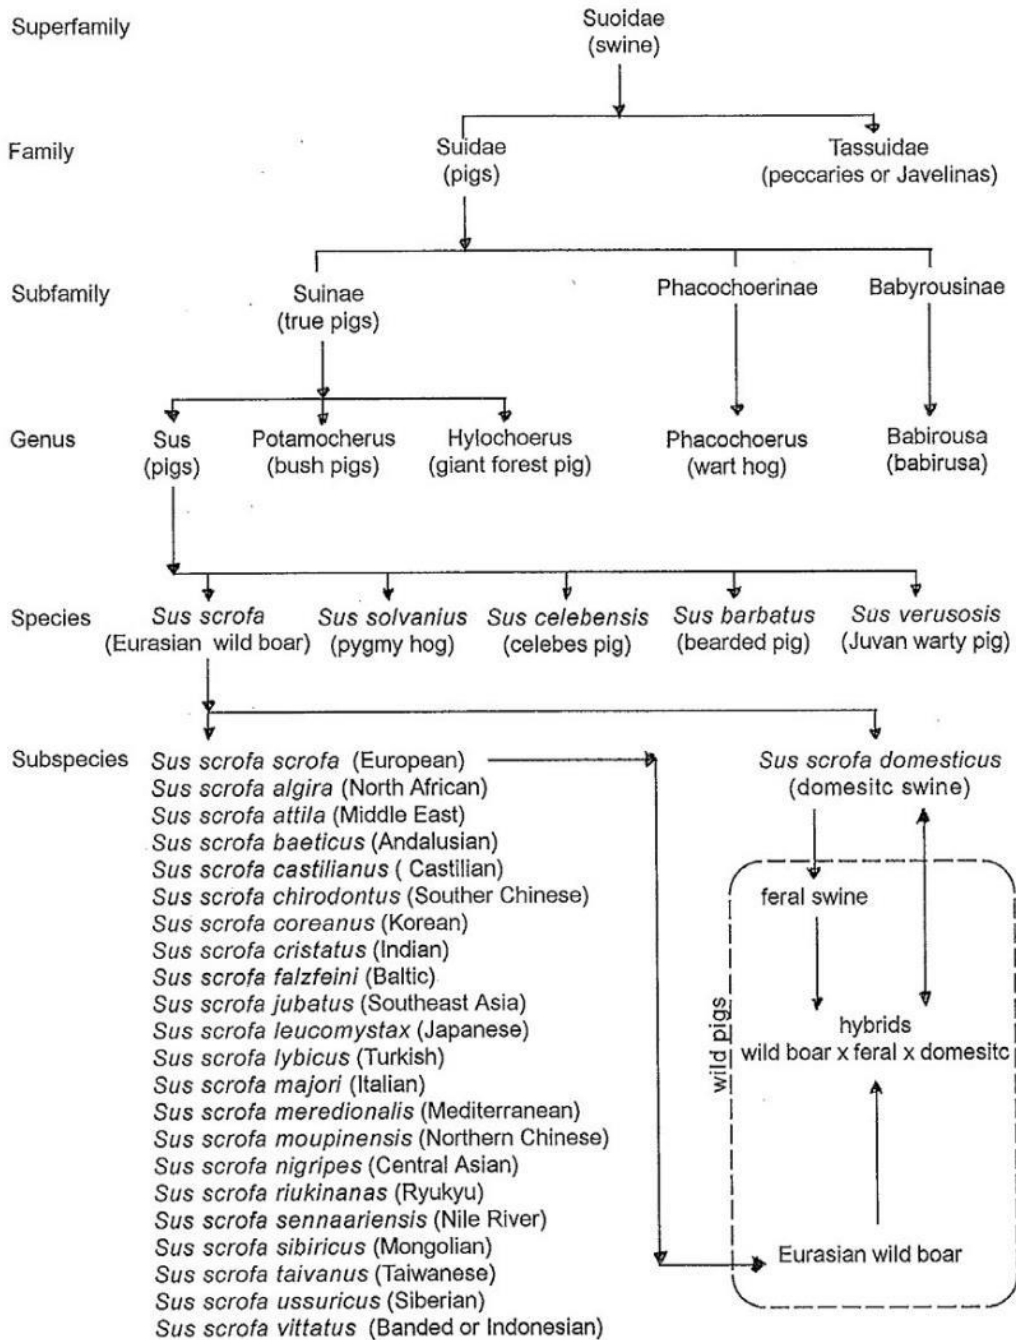 Superfamily
Suoidae
(swine)
Family
Suidae
(pigs)
Tassuidae
(peccaries or Javelinas)
Subfamily
Suinae
(true pigs)
Phacochoerinae
Babyrousinae
Genus
Sus
(pigs)
Potamocherus
(bush pigs)
Hylochoerus
(giant forest pig)
Phacochoerus
(wart hog)
Babirousa
(babirusa)
Species
Sus scrofa
(Eurasian wild boar)
Sus solvanius
(pygmy hog)
Sus celebensis
(celebes pig)
Sus barbatus
(bearded pig)
Sus verusosis
(Juvan warty pig)
Subspecies
Sus scrofa scrofa (European)
Sus scrofa algira (North African)
Sus scrofa attila (Middle East)
Sus scrofa baeticus (Andalusian)
Sus scrofa castilianus ( Castilian)
Sus scrofa chirodontus (Souther Chinese)
Sus scrofa coreanus (Korean)
Sus scrofa cristatus (Indian)
Sus scrofa falzfeini (Baltic)
Sus scrofa jubatus (Southeast Asia)
Sus scrofa leucomystax (Japanese)
Sus scrofa lybicus (Turkish)
Sus scrofa majori (Italian)
Sus scrofa meredionalis (Mediterranean)
Sus scrofa moupinensis (Northern Chinese)
Sus scrofa nigripes (Central Asian)
Sus scrofa riukinanas (Ryukyu)
Sus scrofa sennaariensis (Nile River)
Sus scrofa sibiricus (Mongolian)
Sus scrofa taivanus (Taiwanese)
Sus scrofa ussuricus (Siberian)
Sus scrofa vittatus (Banded or Indonesian)
Sus scrofa domesticus
(domesitc swine)
wild pigs
feral swine
hybrids
wild boar x feral x domesitc
Eurasian wild boar